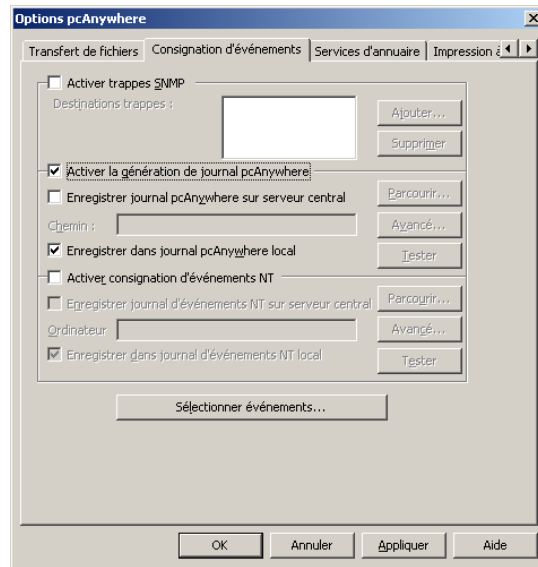 Options pcAnywhere
Transfert de fichiers Consignation d'événements Services d'annuaire Impression
Activer trappes SNMP
Destinations trappes :
Ajouter...
Supprimer
Activer la génération de journal pcAnywhere
Enregistrer journal pcAnywhere sur serveur central
Parcourir...
Chemin :
Avancé...
Enregistrer dans journal pcAnywhere local
Tester
Activer consignation d'événements NT
Enregistrer journal d'événements NT sur serveur central
Parcourir...
Ordinateur
Avancé...
Enregistrer dans journal d'événements NT local
Tester
Sélectionner événements...
OK Annuler Appliquer Aide